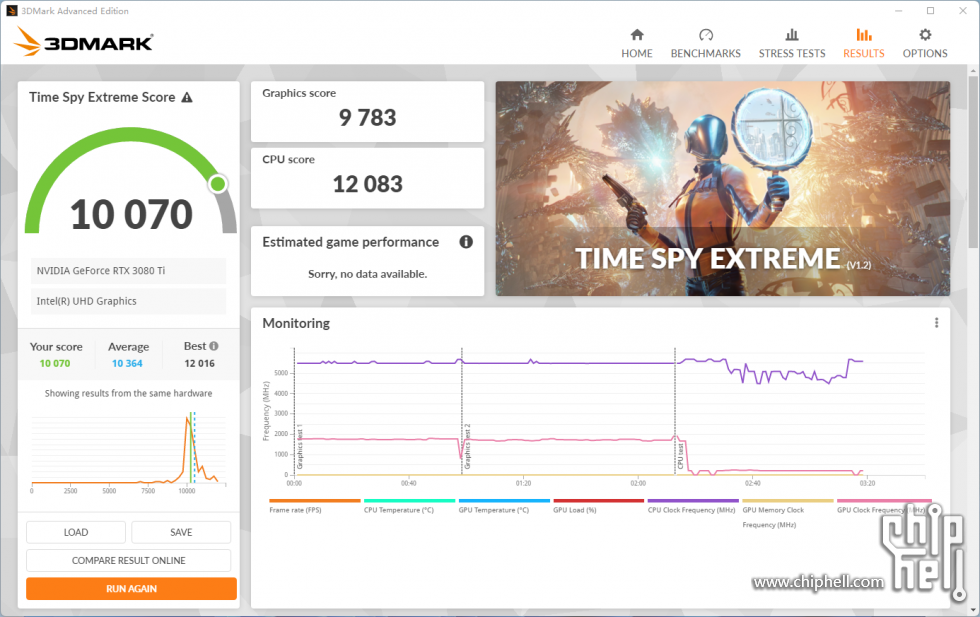 3DMark Advanced Edition
3DMARK
HOME
BENCHMARKS
STRESS TESTS
RESULTS
OPTIONS
Time Spy Extreme Score
10 070
NVIDIA GeForce RTX 3080 Ti
Intel(R) UHD Graphics
Your score
Average
Best
10 070
10 364
12 016
Showing results from the same hardware
0
2500
5000
7500
10000
LOAD
SAVE
COMPARE RESULT ONLINE
RUN AGAIN
Graphics score
9 783
CPU score
12 083
Estimated game performance
Sorry, no data available.
TIME SPY EXTREME (V1.2)
Monitoring
Frequency (MHz)
5000
4000
3000
2000
1000
0
Graphics test 1
Graphics test 2
CPU test
00:00
00:40
01:20
02:00
02:40
03:20
Frame rate (FPS)
CPU Temperature (°C)
GPU Temperature (°C)
GPU Load (%)
CPU Clock Frequency (MHz)
GPU Memory Clock
Frequency (MHz)
GPU Clock Frequency (MHz)
www.chiphell.com
chip
hell